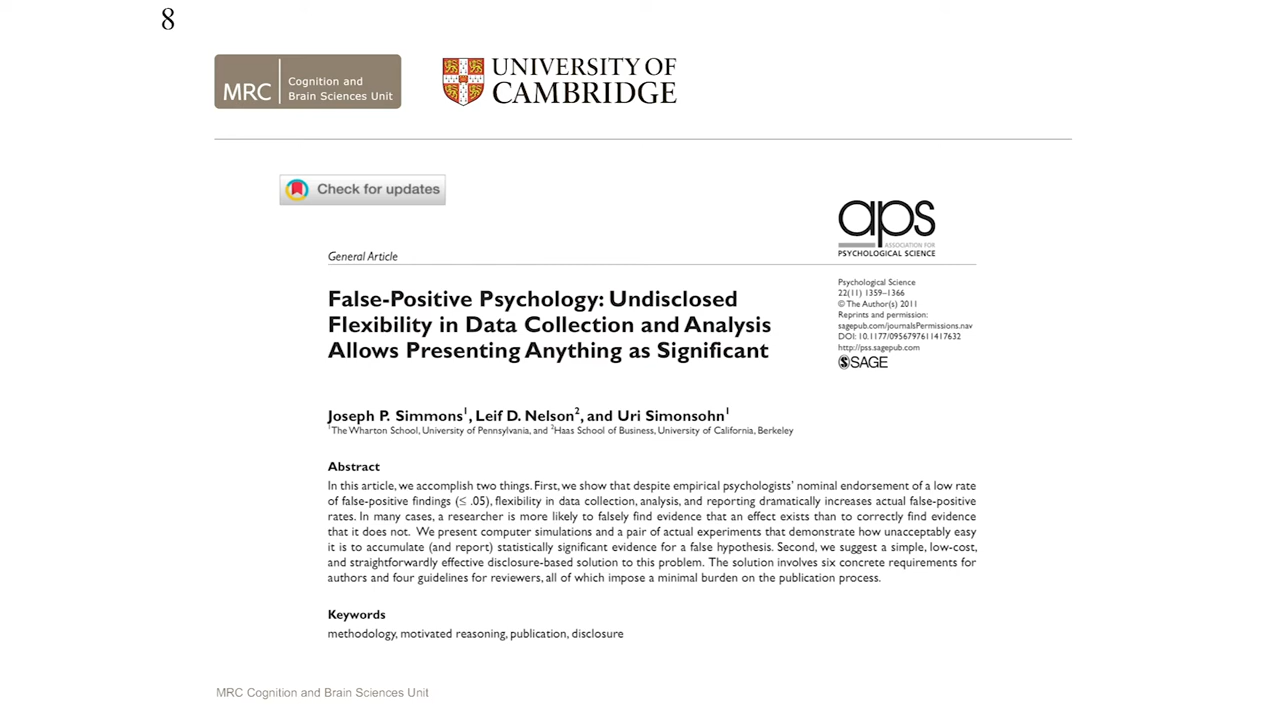 8
MRC Cognition and
Brain Sciences Unit
UNIVERSITY OF
CAMBRIDGE
Check for updates
aps
ASSOCIATION FOR
PSYCHOLOGICAL SCIENCE
General Article
False-Positive Psychology: Undisclosed
Flexibility in Data Collection and Analysis
Allows Presenting Anything as Significant
Psychological Science
22(11) 1359–1366
© The Author(s) 2011
Reprints and permission:
sagepub.com/journalsPermissions.nav
DOI: 10.1177/0956797611417632
http://pss.sagepub.com
SAGE
Joseph P. Simmons1, Leif D. Nelson2, and Uri Simonsohn1
1The Wharton School, University of Pennsylvania, and 2Haas School of Business, University of California, Berkeley
Abstract
In this article, we accomplish two things. First, we show that despite empirical psychologists' nominal endorsement of a low rate
of false-positive findings (≤ .05), flexibility in data collection, analysis, and reporting dramatically increases actual false-positive
rates. In many cases, a researcher is more likely to falsely find evidence that an effect exists than to correctly find evidence
that it does not. We present computer simulations and a pair of actual experiments that demonstrate how unacceptably easy
it is to accumulate (and report) statistically significant evidence for a false hypothesis. Second, we suggest a simple, low-cost,
and straightforwardly effective disclosure-based solution to this problem. The solution involves six concrete requirements for
authors and four guidelines for reviewers, all of which impose a minimal burden on the publication process.
Keywords
methodology, motivated reasoning, publication, disclosure
MRC Cognition and Brain Sciences Unit